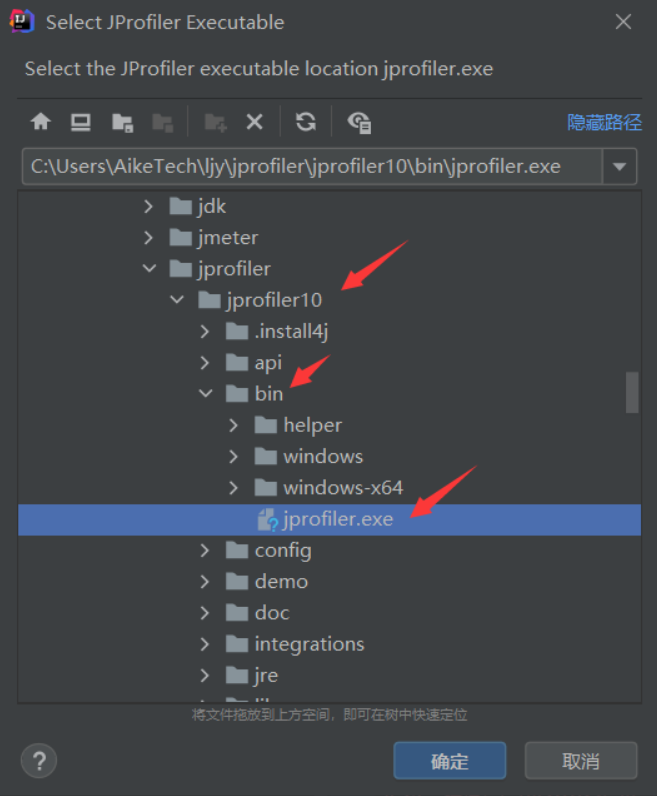 Select JProfiler Executable
Select the JProfiler executable location jprofiler.exe
隐藏路径
C:\Users\AikeTech\ljy\jprofiler\jprofiler10\bin\jprofiler.exe
jdk
jmeter
jprofiler
jprofiler10
.install4j
api
bin
helper
windows
windows-x64
jprofiler.exe
config
demo
doc
integrations
jre
将文件拖放到上方空间，即可在树中快速定位
?
确定
取消